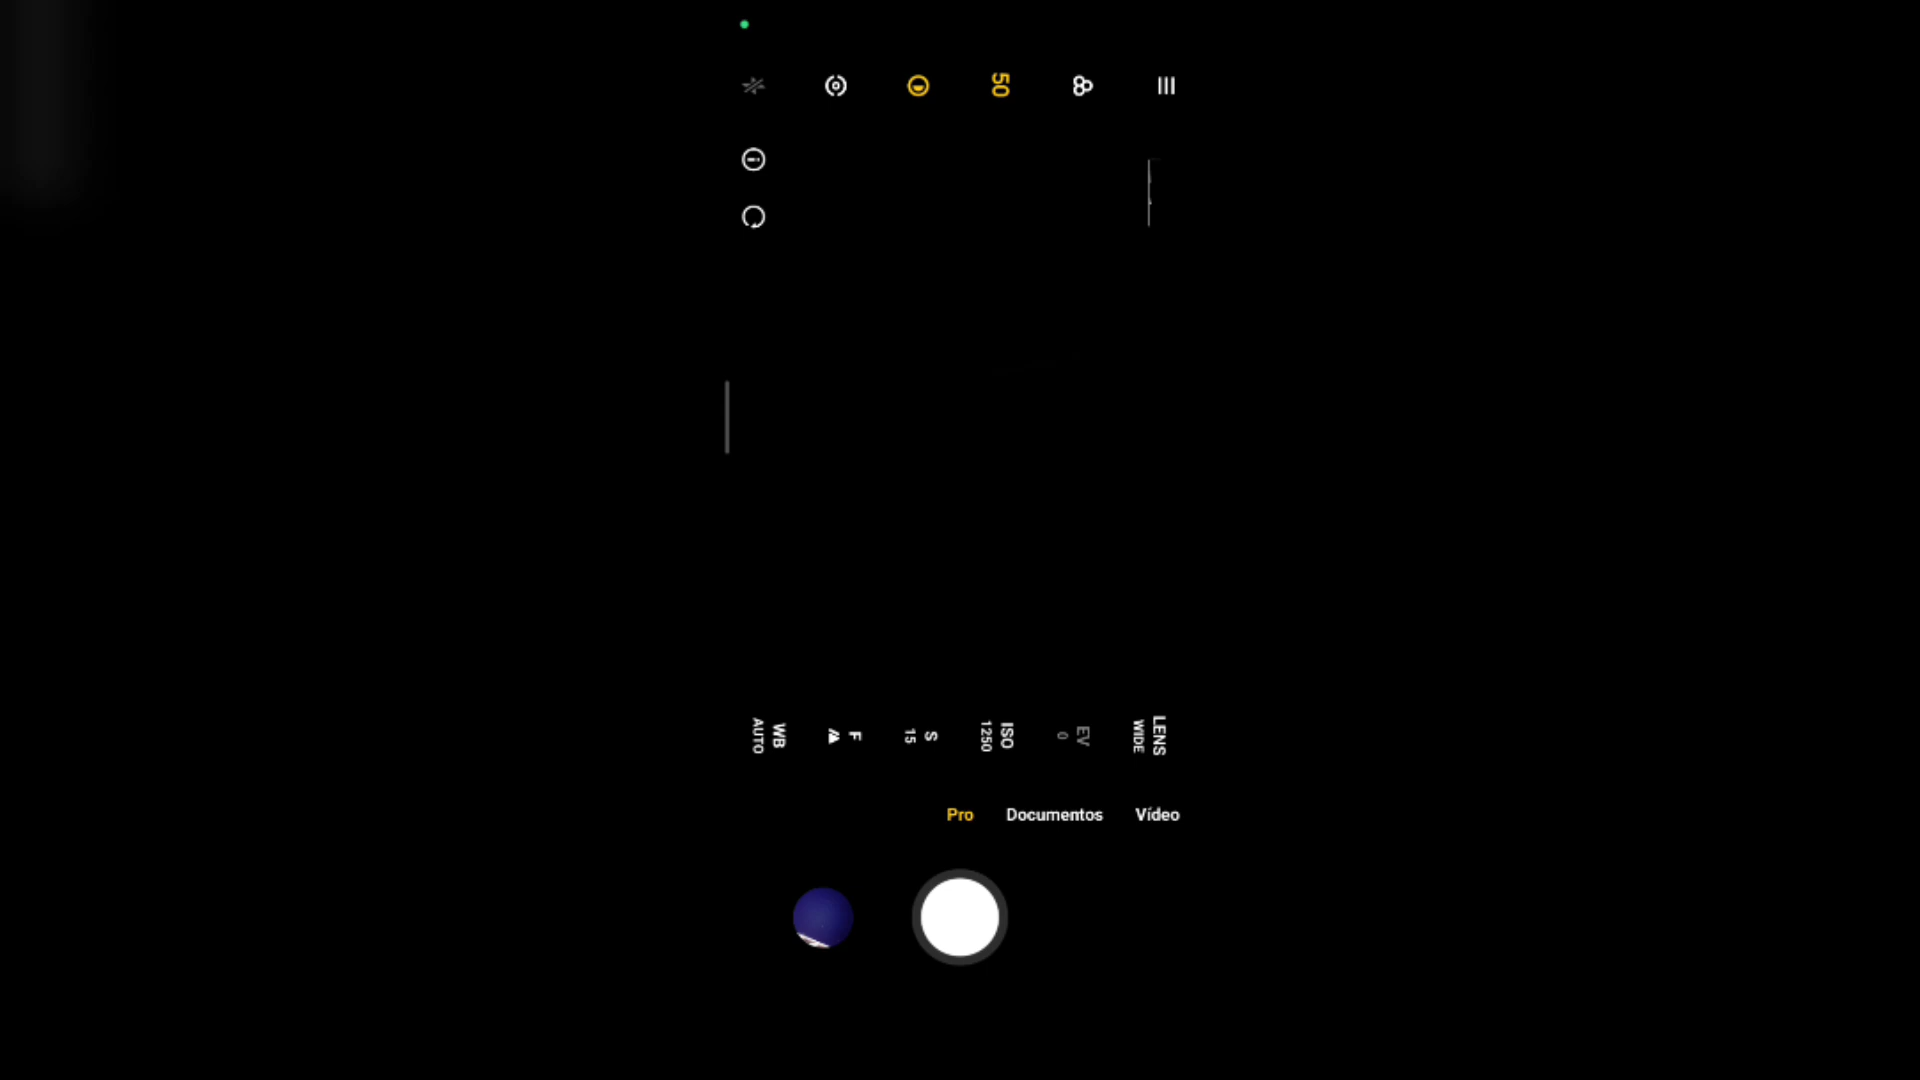 50
WB
AUTO
F
S
15
ISO
1250
EV
0
LENS
WIDE
Pro Documentos Vídeo